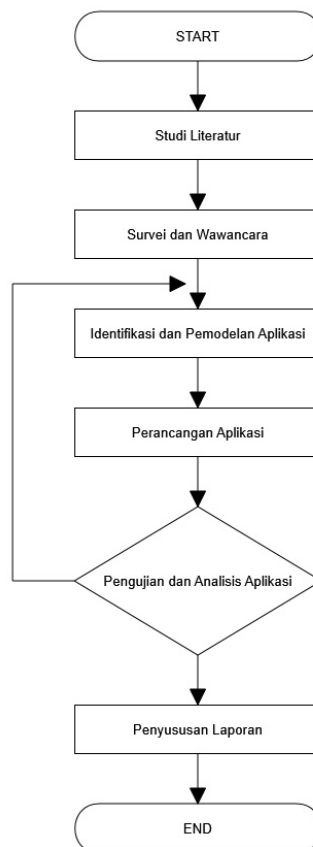 START
Studi Literatur
Survei dan Wawancara
Identifikasi dan Pemodelan Aplikasi
Perancangan Aplikasi
Pengujian dan Analisis Aplikasi
Penyususan Laporan
END